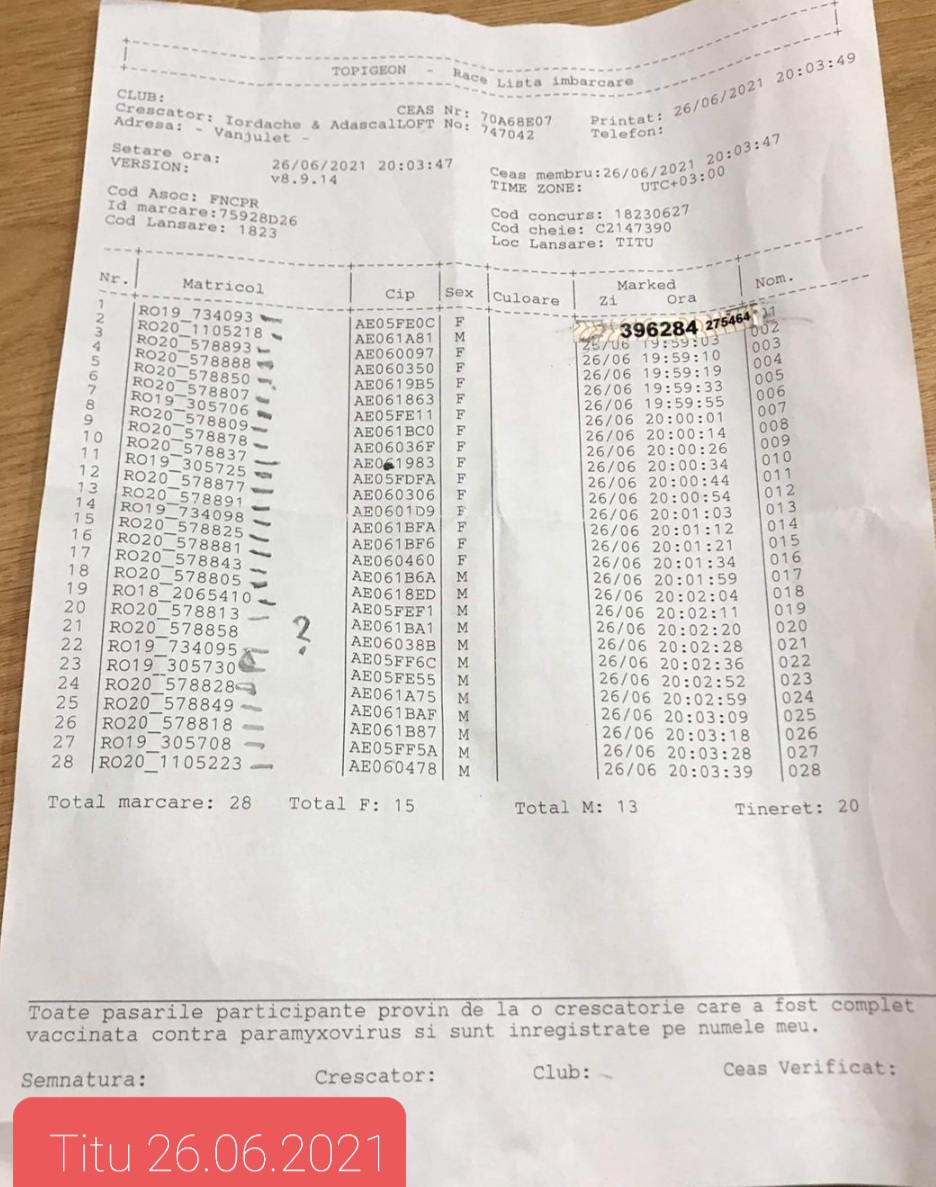 TOPIGEON - Race Lista imbarcare
CLUB:
CEAS Nr: 70A68E07 Printat: 26/06/2021 20:03:49
Crescator: Iordache & Adascal LOFT No: 747042 Telefon:
Adresa: - Vanjulet -
Setare ora: 26/06/2021 20:03:47 Ceas membru:26/06/2021 20:03:47
VERSION: v8.9.14 TIME ZONE: UTC+03:00
Cod Asoc: FNCPR Cod concurs: 18230627
Id marcare:75928D26 Cod cheie: C2147390
Cod Lansare: 1823 Loc Lansare: TITU
Nr. Matricol Cip Sex Culoare Marked Nom.
Zi Ora
396284 275464
1 RO19_734093 AE05FE0C F
2 RO20_1105218 AE061A81 M 19:59:03 002
3 RO20_578893 AE060097 F 26/06 19:59:10 003
4 RO20_578888 AE060350 F 26/06 19:59:19 004
5 RO20_578850 AE0619B5 F 26/06 19:59:33 005
6 RO20_578807 AE061863 F 26/06 19:59:55 006
7 RO19_305706 AE05FE11 F 26/06 20:00:01 007
8 RO20_578809 AE061BC0 F 26/06 20:00:14 008
9 RO20_578878 AE06036F F 26/06 20:00:26 009
10 RO20_578837 AE061983 F 26/06 20:00:34 010
11 RO19_305725 AE05FDFA F 26/06 20:00:44 011
12 RO20_578877 AE060306 F 26/06 20:00:54 012
13 RO20_578891 AE0601D9 F 26/06 20:01:03 013
14 RO19_734098 AE061BFA F 26/06 20:01:12 014
15 RO20_578825 AE061BF6 F 26/06 20:01:21 015
16 RO20_578881 AE060460 F 26/06 20:01:34 016
17 RO20_578843 AE061B6A M 26/06 20:01:59 017
18 RO20_578805 AE0618ED M 26/06 20:02:04 018
19 RO18_2065410 AE05FEF1 M 26/06 20:02:11 019
20 RO20_578813 AE061BA1 M 26/06 20:02:20 020
21 RO20_578858 ? AE06038B M 26/06 20:02:28 021
22 RO19_734095 AE05FF6C M 26/06 20:02:36 022
23 RO19_305730 AE05FE55 M 26/06 20:02:52 023
24 RO20_578828 AE061A75 M 26/06 20:02:59 024
25 RO20_578849 AE061BAF M 26/06 20:03:09 025
26 RO20_578818 AE061B87 M 26/06 20:03:18 026
27 RO19_305708 AE05FF5A M 26/06 20:03:28 027
28 RO20_1105223 AE060478 M 26/06 20:03:39 028
Total marcare: 28 Total F: 15 Total M: 13 Tineret: 20
Toate pasarile participante provin de la o crescatorie care a fost complet
vaccinata contra paramyxovirus si sunt inregistrate pe numele meu.
Semnatura: Crescator: Club: Ceas Verificat:
Titu 26.06.2021